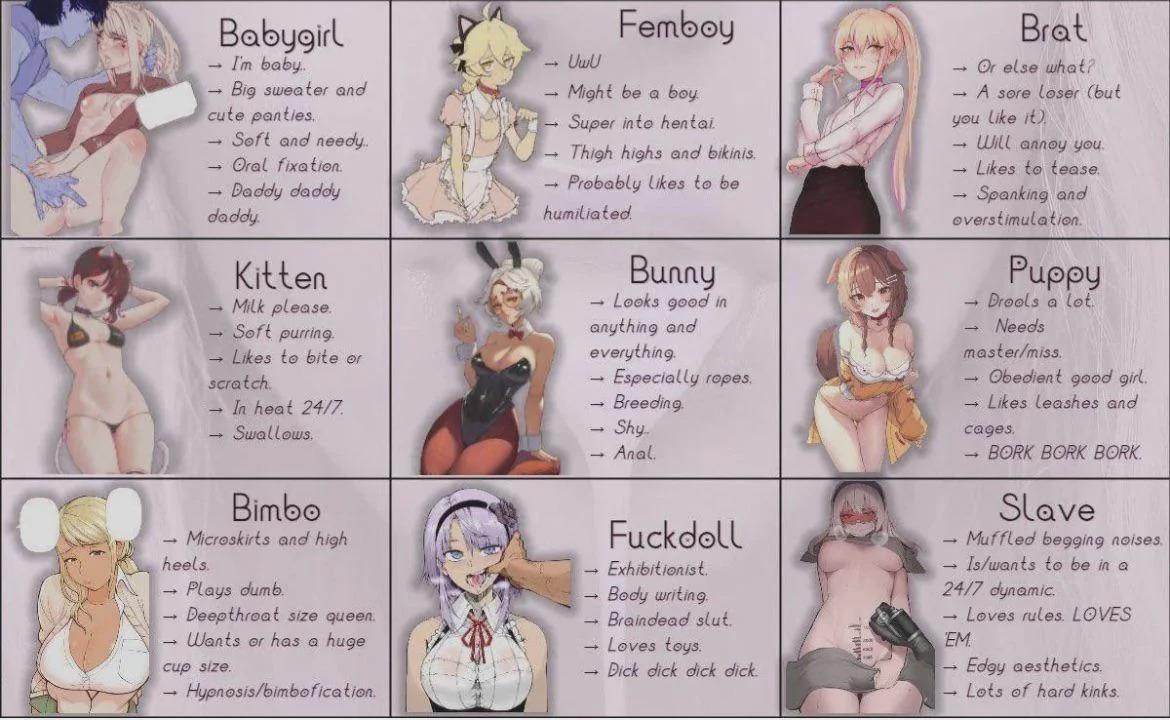 Babygirl
→ I'm baby..
→ Big sweater and
cute panties.
→ Soft and needy..
→ Oral fixation.
→ Daddy daddy
daddy.
Femboy
→ UwU
→ Might be a boy.
→ Super into hentai.
→ Thigh highs and bikinis.
→ Probably likes to be
humiliated.
Brat
→ Or else what?
→ A sore loser (but
you like it).
→ Will annoy you.
→ Likes to tease.
→ Spanking and
overstimulation.
Kitten
→ Milk please.
→ Soft purring.
→ Likes to bite or
scratch.
→ In heat 24/7.
→ Swallows.
Bunny
→ Looks good in
anything and
everything.
→ Especially ropes.
→ Breeding.
→ Shy..
→ Anal.
Puppy
→ Drools a lot.
→ Needs
master/miss.
→ Obedient good girl.
→ Likes leashes and
cages.
→ BORK BORK BORK.
Bimbo
→ Microskirts and high
heels.
→ Plays dumb.
→ Deepthroat size queen.
→ Wants or has a huge
cup size.
→ Hypnosis/bimbofication.
Fuckdoll
→ Exhibitionist.
→ Body writing.
→ Braindead slut.
→ Loves toys.
→ Dick dick dick dick.
Slave
→ Muffled begging noises.
→ Is/wants to be in a
24/7 dynamic.
→ Loves rules. LOVES
'EM.
→ Edgy aesthetics.
→ Lots of hard kinks.